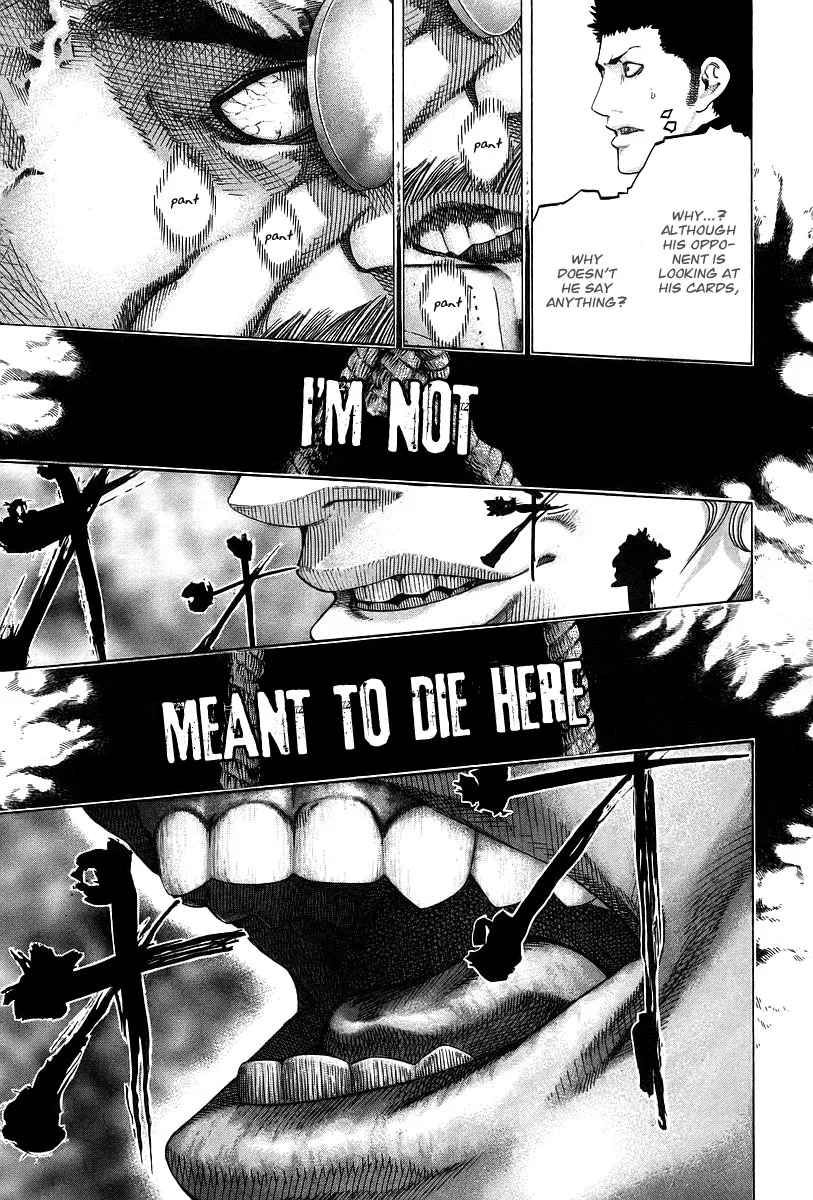 WHY...?
ALTHOUGH
HIS OPPO-
NENT IS
LOOKING AT
HIS CARDS,
WHY
DOESN'T
HE SAY
ANYTHING?
pant
pant
pant
pant
I'M NOT
MEANT TO DIE HERE